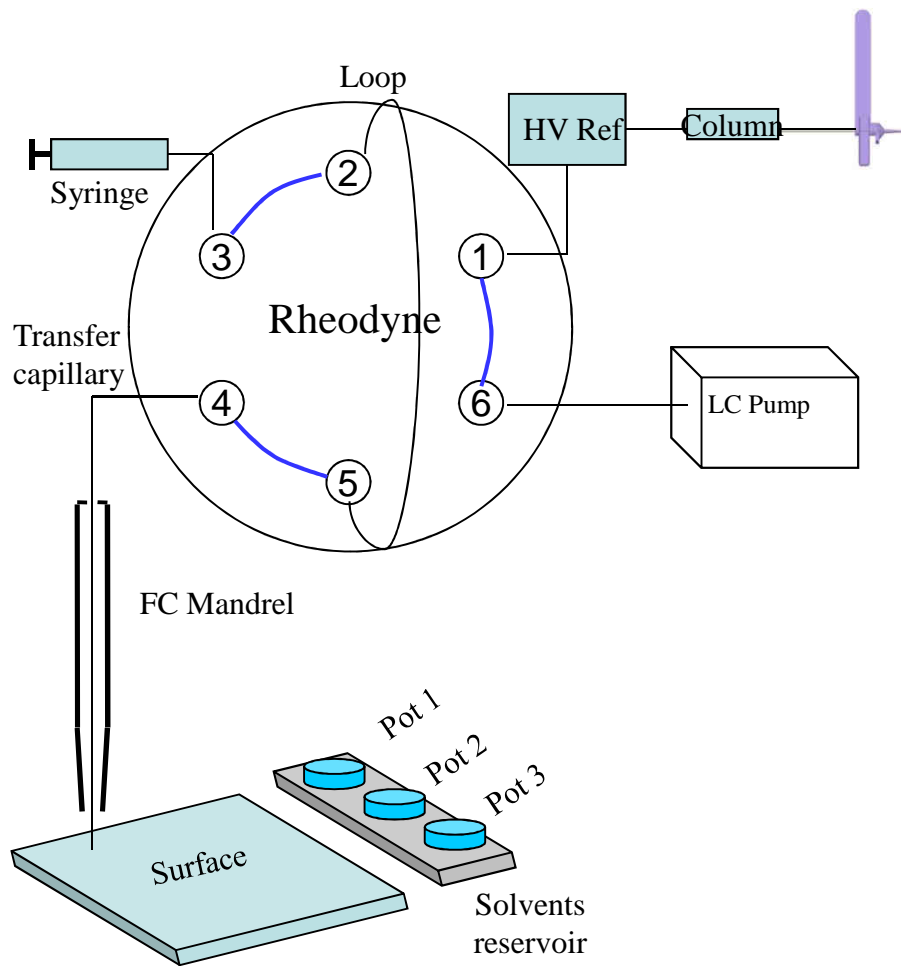 Loop
HV Ref
Column
Syringe
2
3
1
Rheodyne
Transfer
capillary
4
6
LC Pump
5
FC Mandrel
Pot 1
Pot 2
Pot 3
Surface
Solvents
reservoir